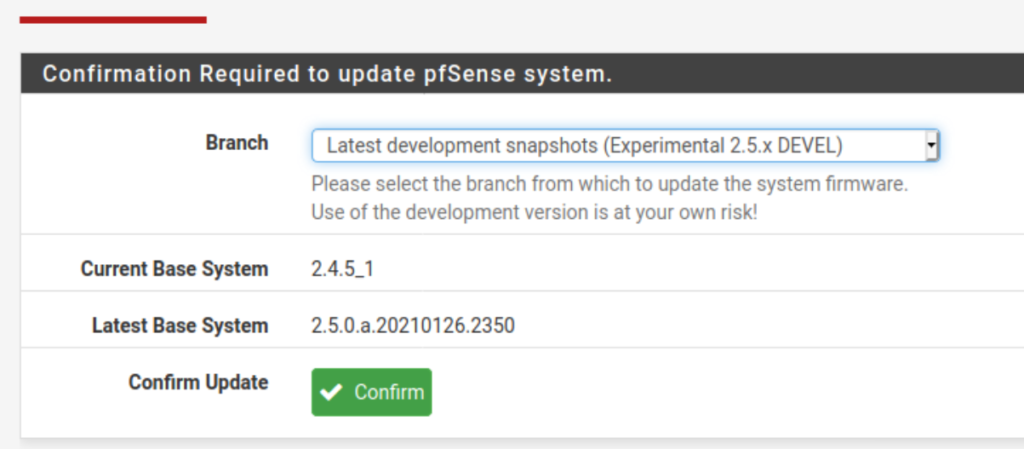 Confirmation Required to update pfSense system.
Branch
Latest development snapshots (Experimental 2.5.x DEVEL)
Please select the branch from which to update the system firmware.
Use of the development version is at your own risk!
Current Base System 2.4.5_1
Latest Base System 2.5.0.a.20210126.2350
Confirm Update Confirm